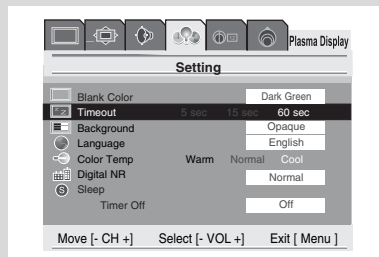 Plasma Display
Setting
Blank Color Dark Green
Timeout 5 sec 15 sec 60 sec
Background Opaque
Language English
Color Temp Warm Normal Cool
Digital NR Normal
S Sleep
Timer Off Off
Move [- CH +] Select [- VOL +] Exit [ Menu ]